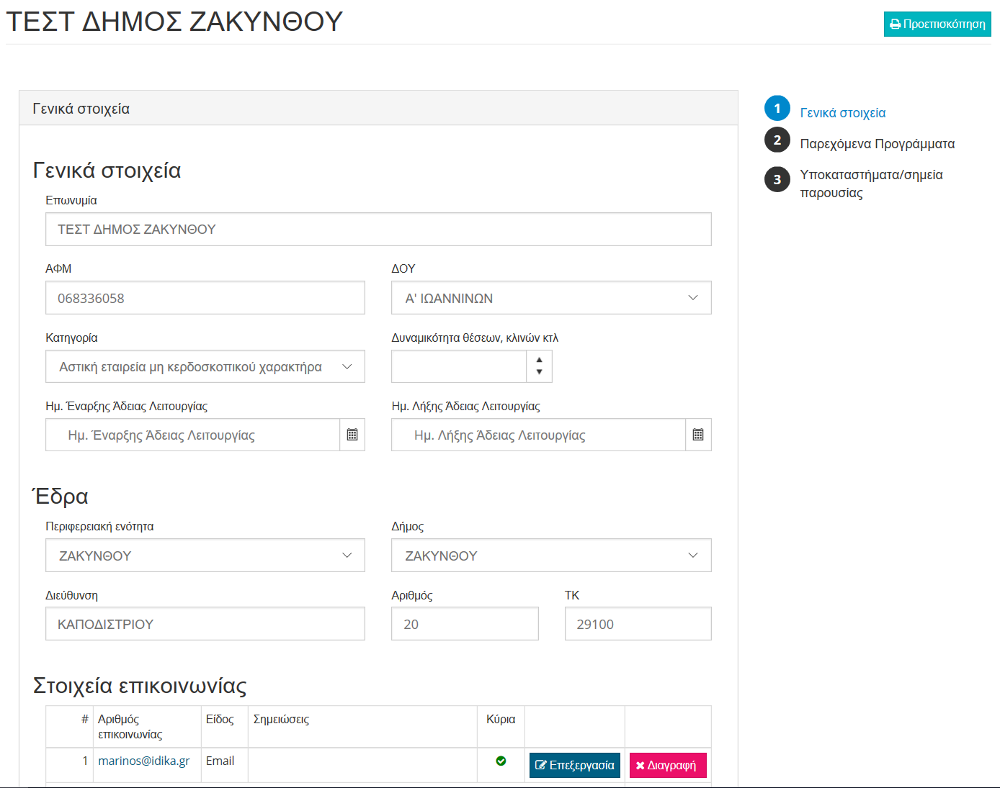 ΤΕΣΤ ΔΗΜΟΣ ΖΑΚΥΝΘΟΥ
Προεπισκόπηση
Γενικά στοιχεία
1 Γενικά στοιχεία
2 Παρεχόμενα Προγράμματα
3 Υποκαταστήματα/σημεία
παρουσίας
Γενικά στοιχεία
Επωνυμία
ΤΕΣΤ ΔΗΜΟΣ ΖΑΚΥΝΘΟΥ
ΑΦΜ ΔΟΥ
068336058 Α' ΙΩΑΝΝΙΝΩΝ
Κατηγορία Δυναμικότητα θέσεων, κλινών κτλ
Αστική εταιρεία μη κερδοσκοπικού χαρακτήρα
Ημ. Έναρξης Άδειας Λειτουργίας Ημ. Λήξης Άδειας Λειτουργίας
Ημ. Έναρξης Άδειας Λειτουργίας Ημ. Λήξης Άδειας Λειτουργίας
Έδρα
Περιφερειακή ενότητα Δήμος
ΖΑΚΥΝΘΟΥ ΖΑΚΥΝΘΟΥ
Διεύθυνση Αριθμός ΤΚ
ΚΑΠΟΔΙΣΤΡΙΟΥ 20 29100
Στοιχεία επικοινωνίας
# Αριθμός Είδος Σημειώσεις Κύρια
επικοινωνίας
1 marinos@idika.gr Email Επεξεργασία Διαγραφή